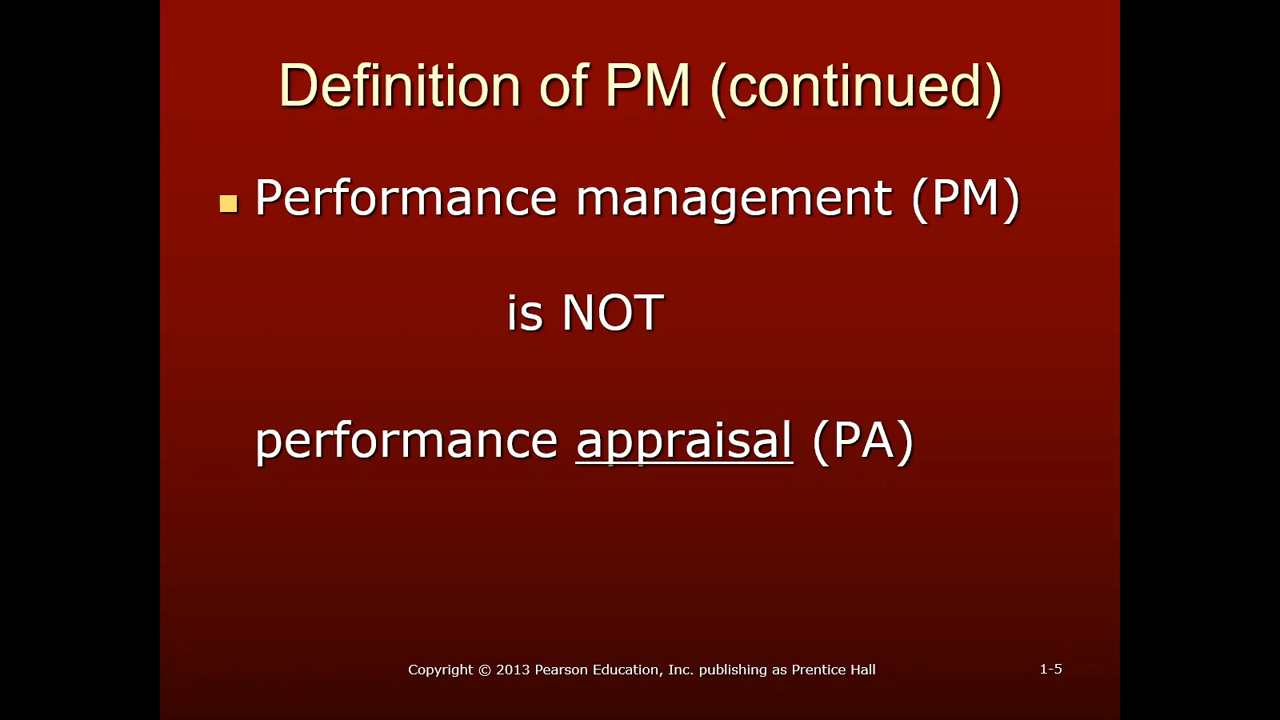 Definition of PM (continued)
Performance management (PM)
is NOT
performance appraisal (PA)
Copyright © 2013 Pearson Education, Inc. publishing as Prentice Hall
1-5